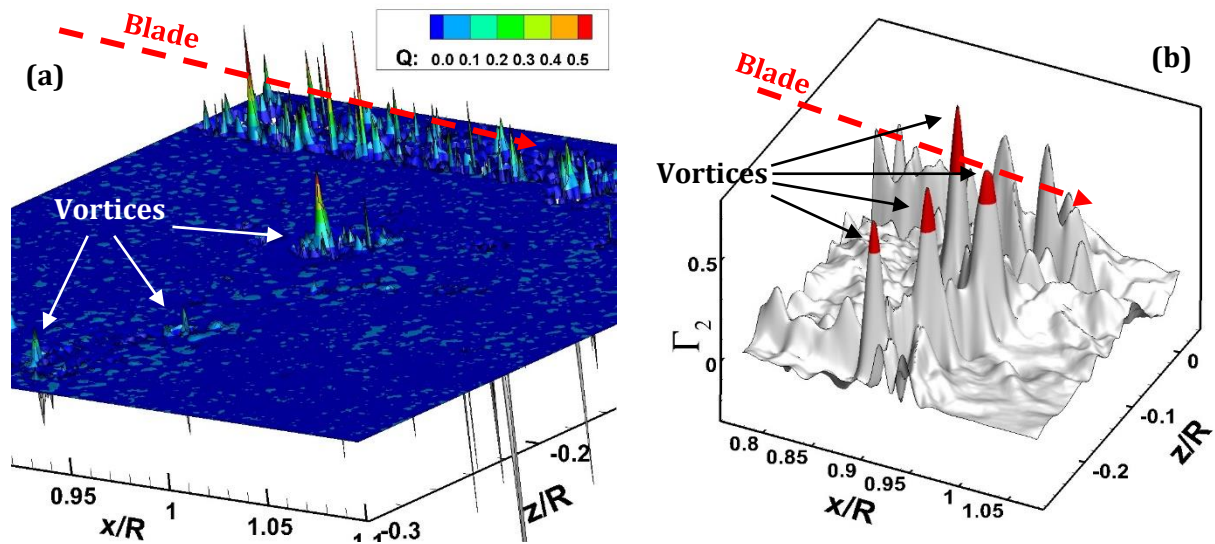 (a)
Blade
Q: 0.0 0.1 0.2 0.3 0.4 0.5
Vortices
0.95 1 1.05 1.1
x/R
-0.3 -0.2
z/R
(b)
Blade
Vortices
0.5
0
Γ2
0.8 0.85 0.9 0.95 1 1.05
x/R
-0.2 -0.1 0
z/R